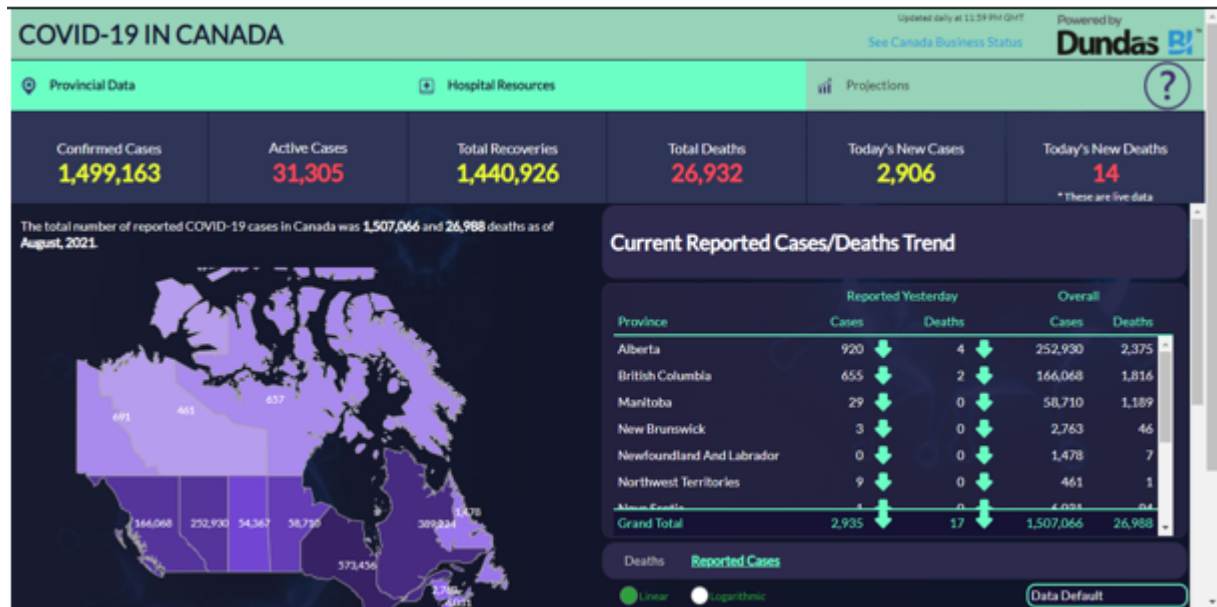 COVID-19 IN CANADA
Updated daily at 11:59 PM GMT
See Canada Business Status
Powered by
Dundas BI™
Provincial Data
Hospital Resources
Projections
?
Confirmed Cases
1,499,163
Active Cases
31,305
Total Recoveries
1,440,926
Total Deaths
26,932
Today's New Cases
2,906
Today's New Deaths
14
* These are live data
The total number of reported COVID-19 cases in Canada was 1,507,066 and 26,988 deaths as of
August, 2021.
691
461
657
166,068
252,930
54,367
58,710
573,456
1,478
Current Reported Cases/Deaths Trend
Reported Yesterday Overall
Province Cases Deaths Cases Deaths
Alberta 920 4 252,930 2,375
British Columbia 655 2 166,068 1,816
Manitoba 29 0 58,710 1,189
New Brunswick 3 0 2,763 46
Newfoundland And Labrador 0 0 1,478 7
Northwest Territories 9 0 461 1
Grand Total 2,935 17 1,507,066 26,988
Deaths Reported Cases
Linear Logarithmic
Data Default